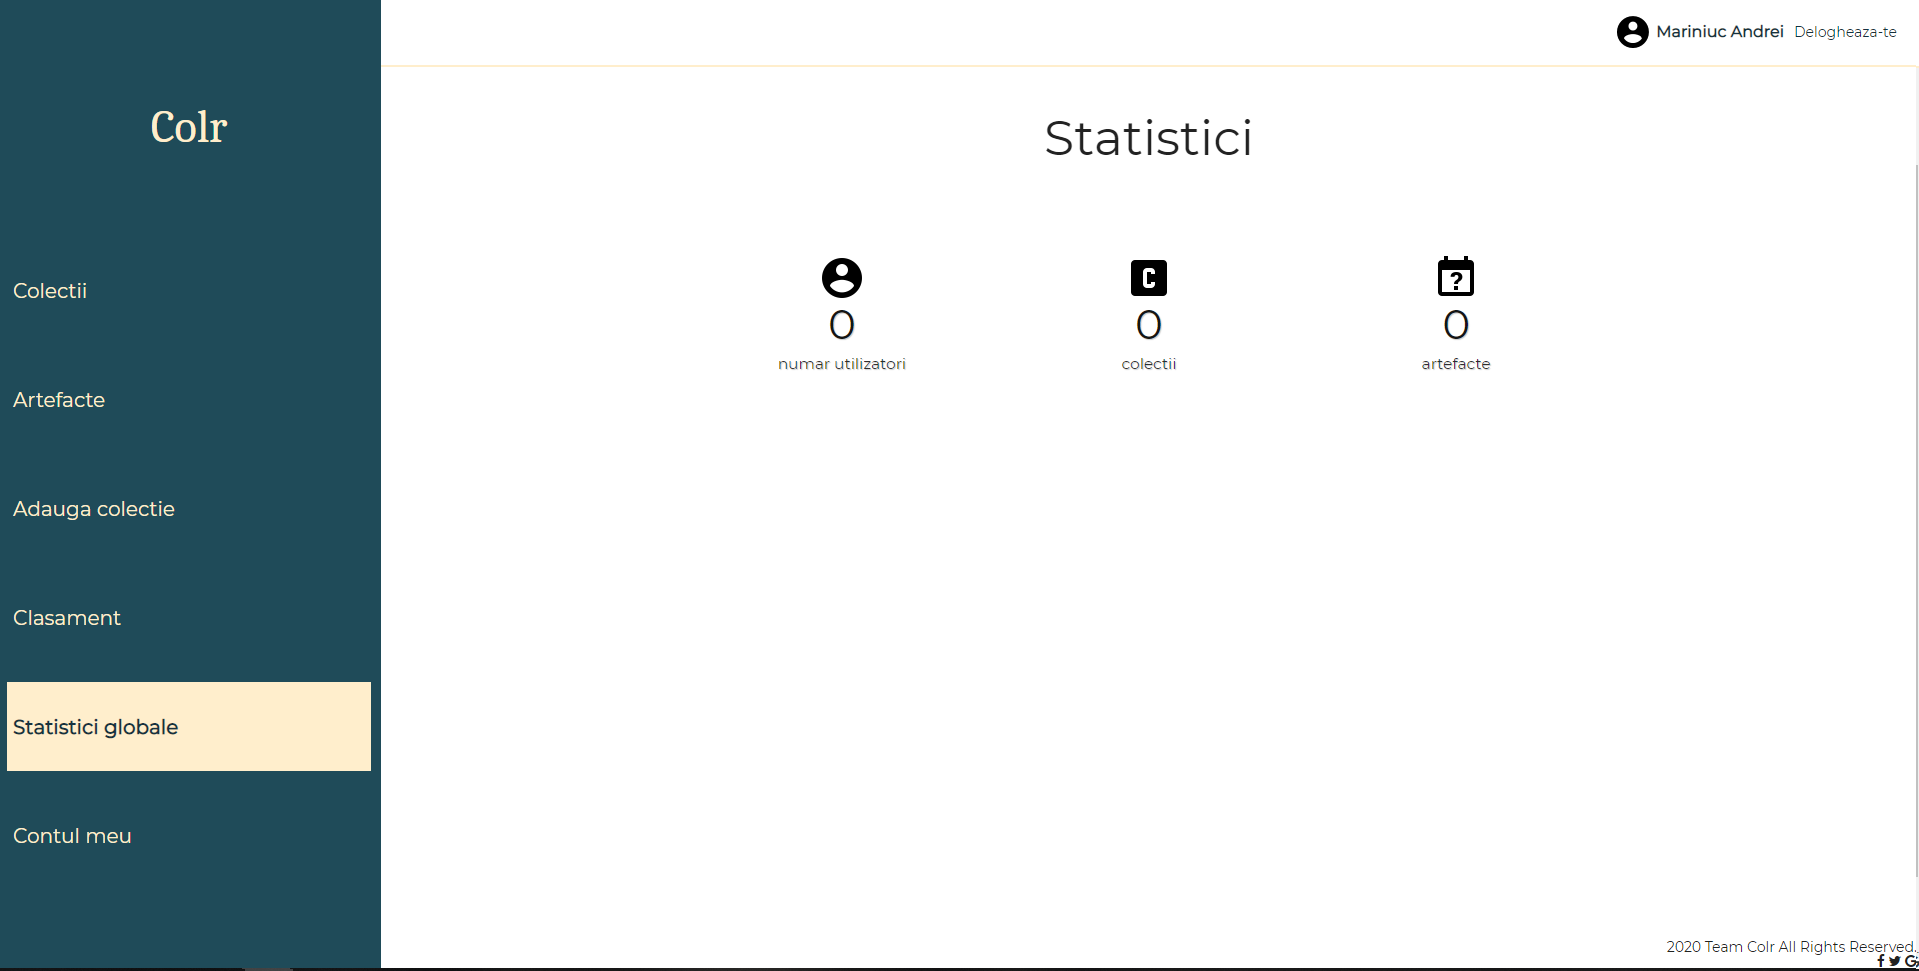 Mariniuc Andrei Delogheaza-te
Colr
Colectii
Artefacte
Adauga colectie
Clasament
Statistici globale
Contul meu
Statistici
C
0
numar utilizatori
0
colectii
?
0
artefacte
2020 Team Colr All Rights Reserved.